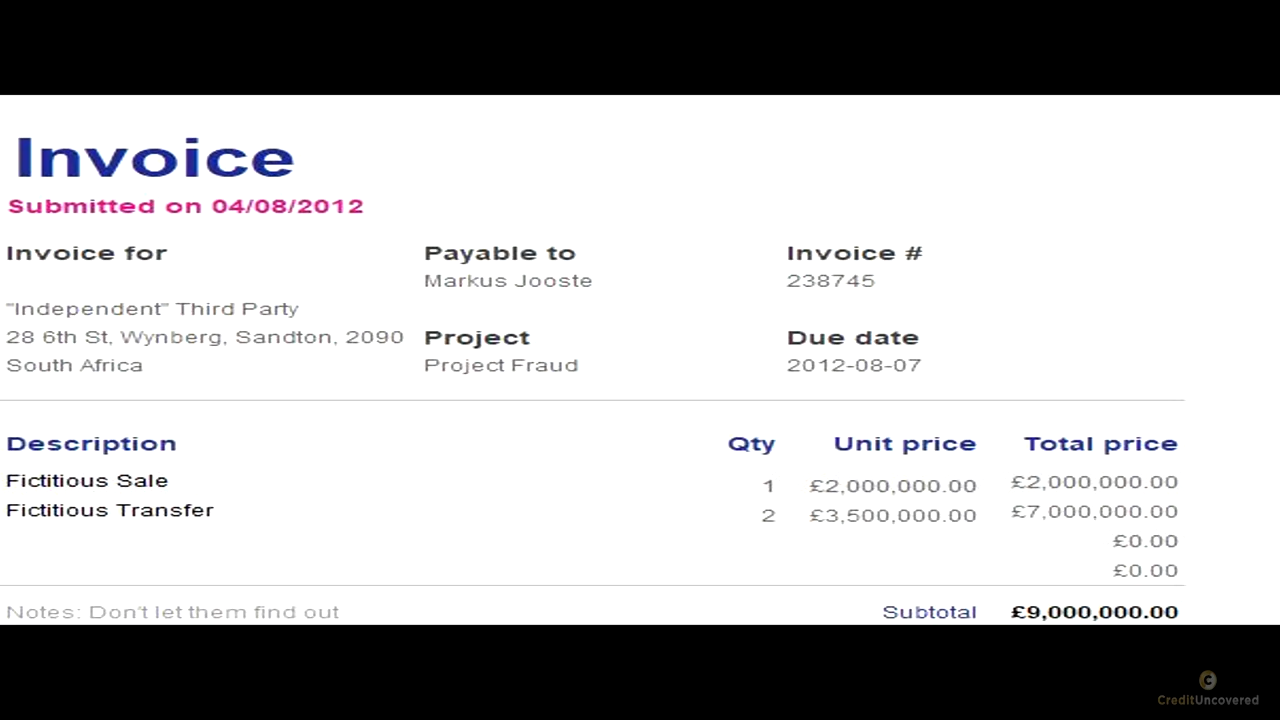 Invoice
Submitted on 04/08/2012
Invoice for Payable to Invoice #
Markus Jooste 238745
"Independent" Third Party
28 6th St, Wynberg, Sandton, 2090 Project Due date
South Africa Project Fraud 2012-08-07
Description Qty Unit price Total price
Fictitious Sale 1 £2,000,000.00 £2,000,000.00
Fictitious Transfer 2 £3,500,000.00 £7,000,000.00
£0.00
£0.00
Notes: Don't let them find out Subtotal £9,000,000.00
CreditUncovered